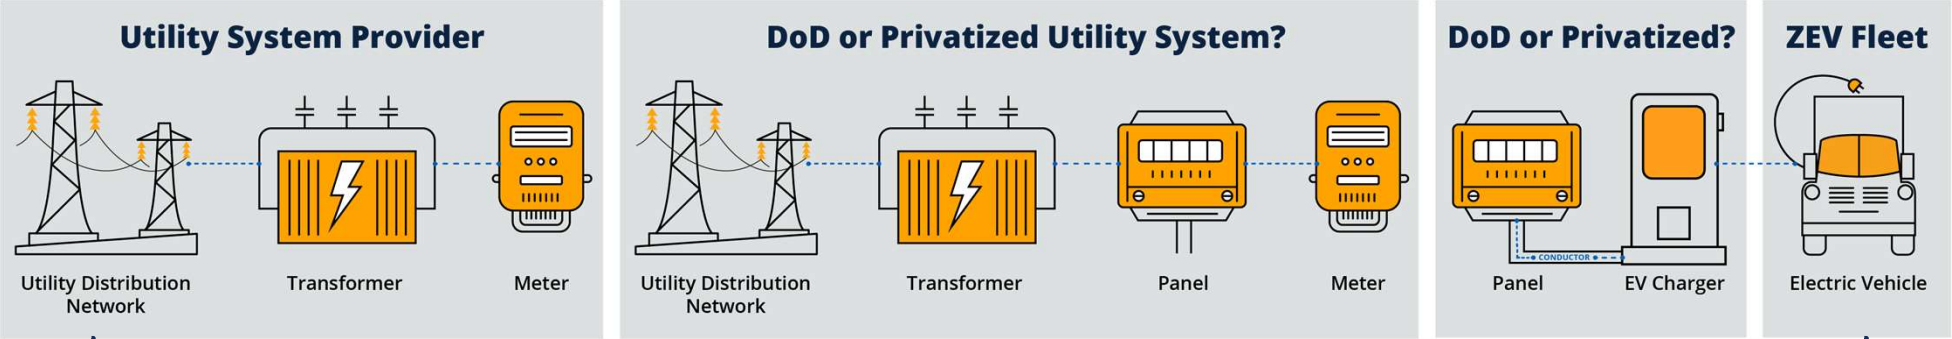 Utility System Provider
Utility Distribution
Network
Transformer
Meter
DoD or Privatized Utility System?
Utility Distribution
Network
Transformer
Panel
Meter
DoD or Privatized?
CONDUCTOR
Panel
EV Charger
ZEV Fleet
Electric Vehicle